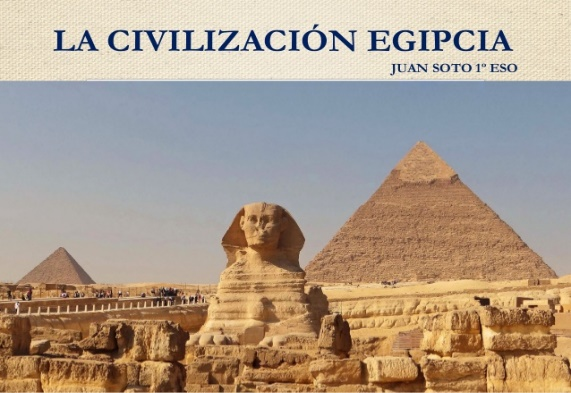 LA CIVILIZACIÓN EGIPCIA
JUAN SOTO 1º ESO